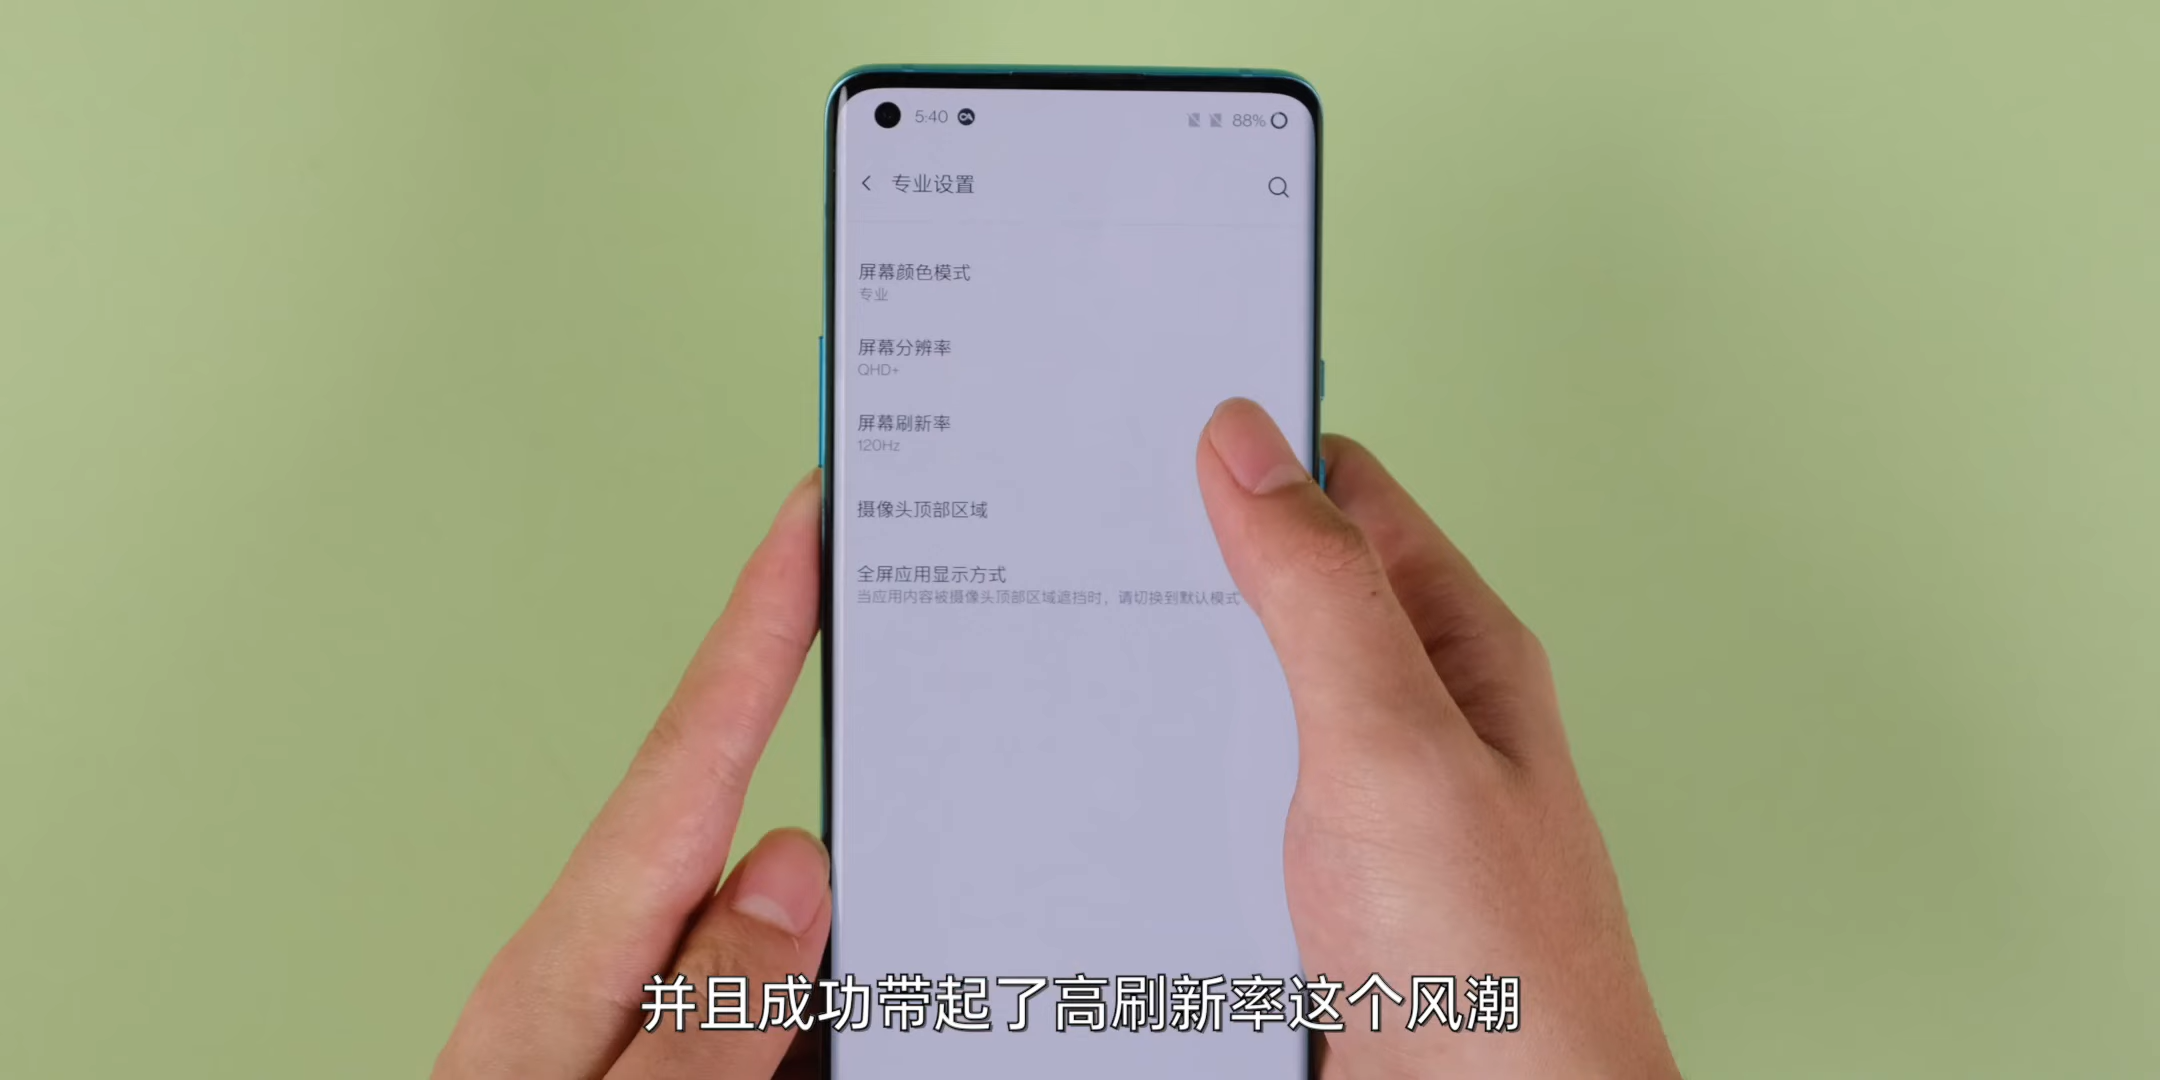 5:40
88%
专业设置
屏幕颜色模式
专业
屏幕分辨率
QHD+
屏幕刷新率
120Hz
摄像头顶部区域
全屏应用显示方式
当应用内容被摄像头顶部区域遮挡时，请切换到默认模式
并且成功带起了高刷新率这个风潮